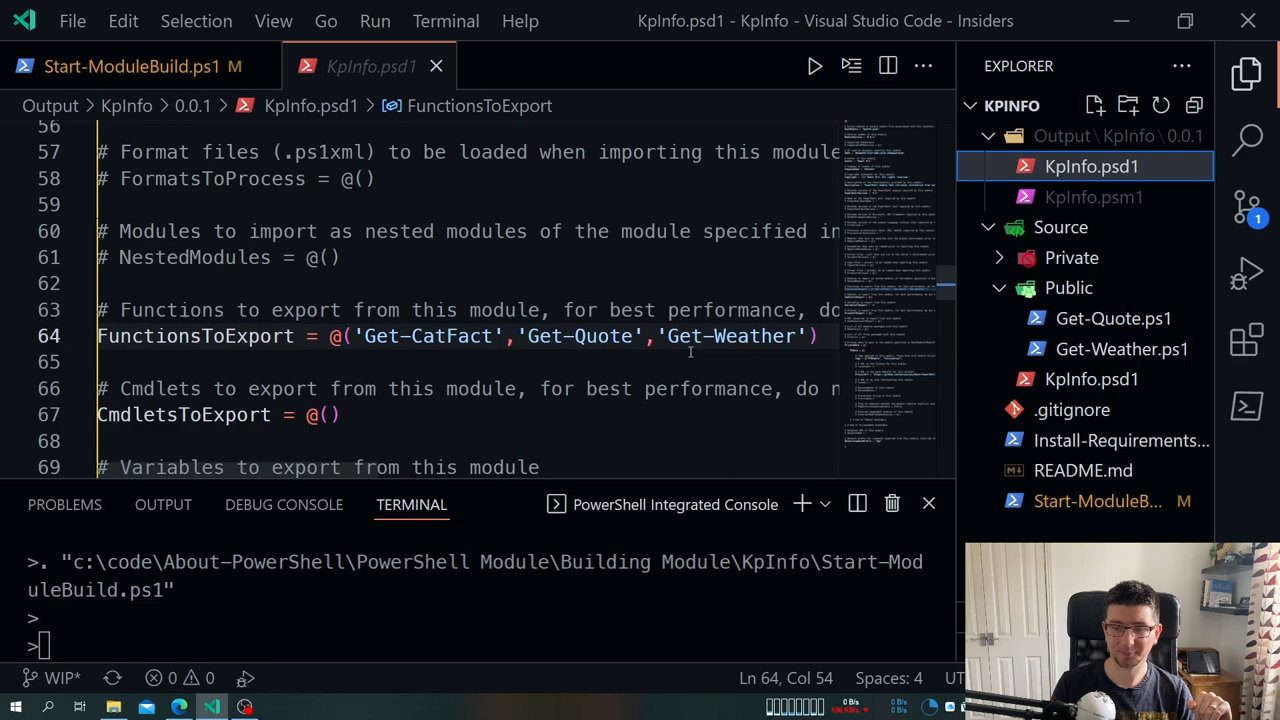 File Edit Selection View Go Run Terminal Help KpInfo.psd1 - KpInfo - Visual Studio Code - Insiders
Start-ModuleBuild.ps1 M KpInfo.psd1
Output > KpInfo > 0.0.1 > KpInfo.psd1 > FunctionsToExport
56
57 # Format files (.ps1xml) to be loaded when importing this module
58 # FormatsToProcess = @()
59
60 # Modules to import as nested modules of the module specified in
61 # NestedModules = @()
62
63 # Functions to export from this module, for best performance, do
64 FunctionsToExport = @('Get-CatFact','Get-Quote','Get-Weather')
65
66 # Cmdlets to export from this module, for best performance, do n
67 CmdletsToExport = @()
68
69 # Variables to export from this module
PROBLEMS OUTPUT DEBUG CONSOLE TERMINAL PowerShell Integrated Console
>. "c:\code\About-PowerShell\PowerShell Module\Building Module\KpInfo\Start-Mod
uleBuild.ps1"
>
>
EXPLORER
KPINFO
Output \ KpInfo \ 0.0.1
KpInfo.psd1
KpInfo.psm1
Source
Private
Public
Get-Quote.ps1
Get-Weather.ps1
KpInfo.psd1
.gitignore
Install-Requirements...
README.md
Start-ModuleB... M
1
WIP* 0 0 Ln 64, Col 54 Spaces: 4 UT
0 B/s
0 B/s
0 B/s